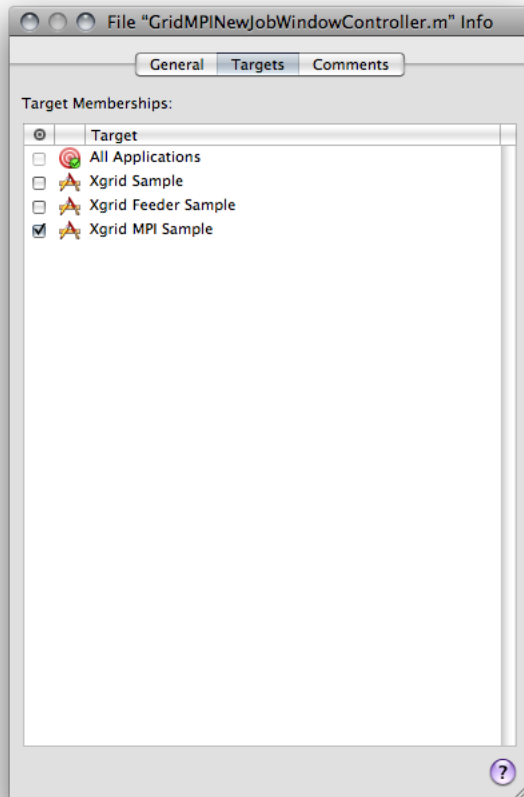 File “GridMPINewJobWindowController.m” Info
General Targets Comments
Target Memberships:
Target
All Applications
Xgrid Sample
Xgrid Feeder Sample
Xgrid MPI Sample
?